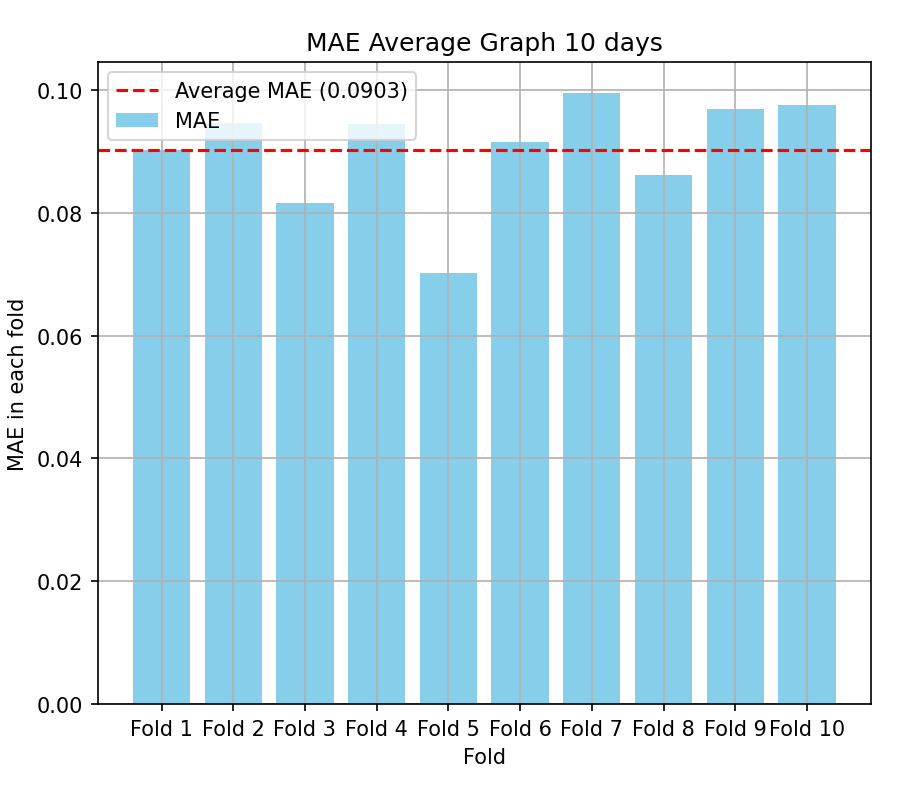 MAE Average Graph 10 days
Average MAE (0.0903)
MAE
MAE in each fold
0.10
0.08
0.06
0.04
0.02
0.00
Fold 1 Fold 2 Fold 3 Fold 4 Fold 5 Fold 6 Fold 7 Fold 8 Fold 9 Fold 10
Fold